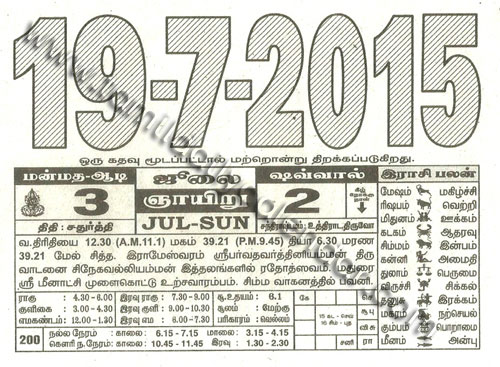 19-7-2015
ஒரு கதவு மூடப்பட்டால் மற்றொன்று திறக்கப்படுகிறது.
மன்மத-ஆடி
3
திதி : சதுர்த்தி
ஜூலை
ஞாயிறு
JUL-SUN
ஷவ்வால்
2
கீழ் நோக்கு நாள்
சந்திராஷ்டமம்: உத்திராட.திருவோ
வ.திரிதியை 12.30 (A.M.11.1) மகம் 39.21 (P.M.9.45) தியா 6.30, மரண
39.21 மேல் சித்த. இராமேஸ்வரம் ஸ்ரீபர்வதவர்த்தினியம்மன் திரு
வாடனை சிநேகவல்லியம்மன் இத்தலங்களில் ரதோஸ்வம். மதுரை
ஸ்ரீ மீனாட்சி முளைகொட்டு உற்சவாரம்பம். சிம்ம வாகனத்தில் பவனி.
ராகு : 4.30 - 6.00 இரவு ராகு : 7.30 - 9.00 சூ.உதயம் : 6.1
குளிகை : 3.00 - 4.30 இரவு குளி : 9.00 - 10.30 சூலம் : மேற்கு
எமகண்டம்: 12.00 - 1.30 இரவு எம : 6.00 - 7.30 பரிகாரம் : வெல்லம்
200
நல்ல நேரம் : காலை : 6.15 - 7.15 மாலை : 3.15 - 4.15
கௌரி ந.நேரம் : காலை: 10.45 - 11.45 இரவு : 1.30 - 2.30
கே
15 கடக - செவ்
16 சிம் - சுக்
சூ பு
வி சு
சனி
ரா
இராசி பலன்
மேஷம் மகிழ்ச்சி
ரிஷபம் வெற்றி
மிதுனம் ஊக்கம்
கடகம் ஆதரவு
சிம்மம் இன்பம்
கன்னி அமைதி
துலாம் பெருமை
விருச். சிக்கல்
தனுசு இரக்கம்
மகரம் நற்செயல்
கும்பம் பொறாமை
மீனம் அன்பு